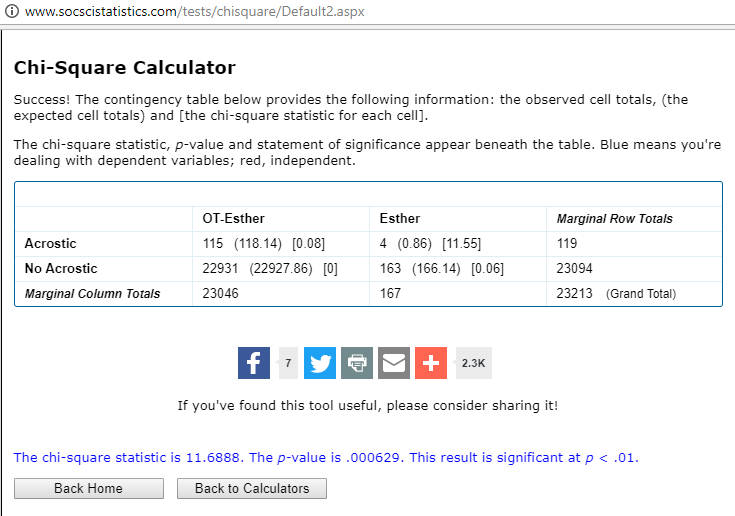 www.socscistatistics.com/tests/chisquare/Default2.aspx
Chi-Square Calculator
Success! The contingency table below provides the following information: the observed cell totals, (the
expected cell totals) and [the chi-square statistic for each cell].
The chi-square statistic, p-value and statement of significance appear beneath the table. Blue means you're
dealing with dependent variables; red, independent.
OT-Esther Esther Marginal Row Totals
Acrostic 115 (118.14) [0.08] 4 (0.86) [11.55] 119
No Acrostic 22931 (22927.86) [0] 163 (166.14) [0.06] 23094
Marginal Column Totals 23046 167 23213 (Grand Total)
7 2.3K
If you've found this tool useful, please consider sharing it!
The chi-square statistic is 11.6888. The p-value is .000629. This result is significant at p < .01.
Back Home Back to Calculators